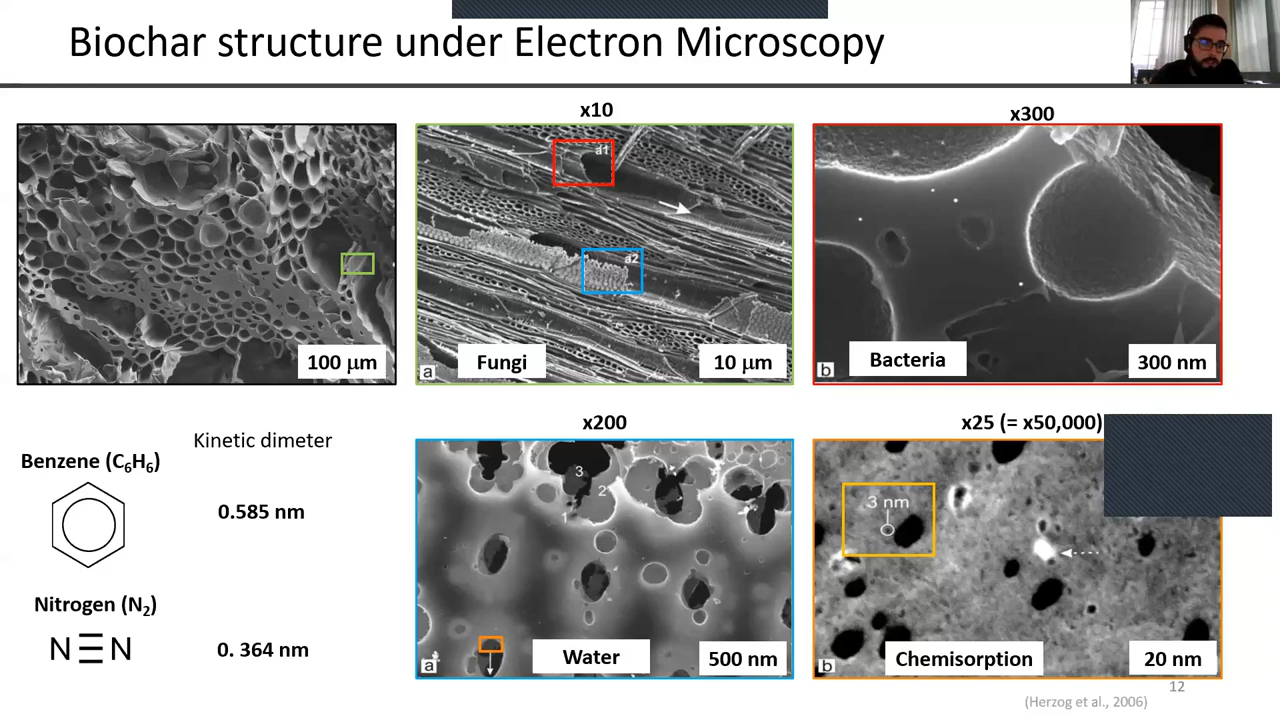 Biochar structure under Electron Microscopy
x10
x300
a1
a2
100 μm
a
Fungi
10 μm
b
Bacteria
300 nm
Kinetic dimeter
Benzene (C₆H₆)
0.585 nm
Nitrogen (N₂)
N≡N
0. 364 nm
x200
x25 (= x50,000)
3
2
1
a
Water
500 nm
3 nm
b
Chemisorption
20 nm
12
(Herzog et al., 2006)